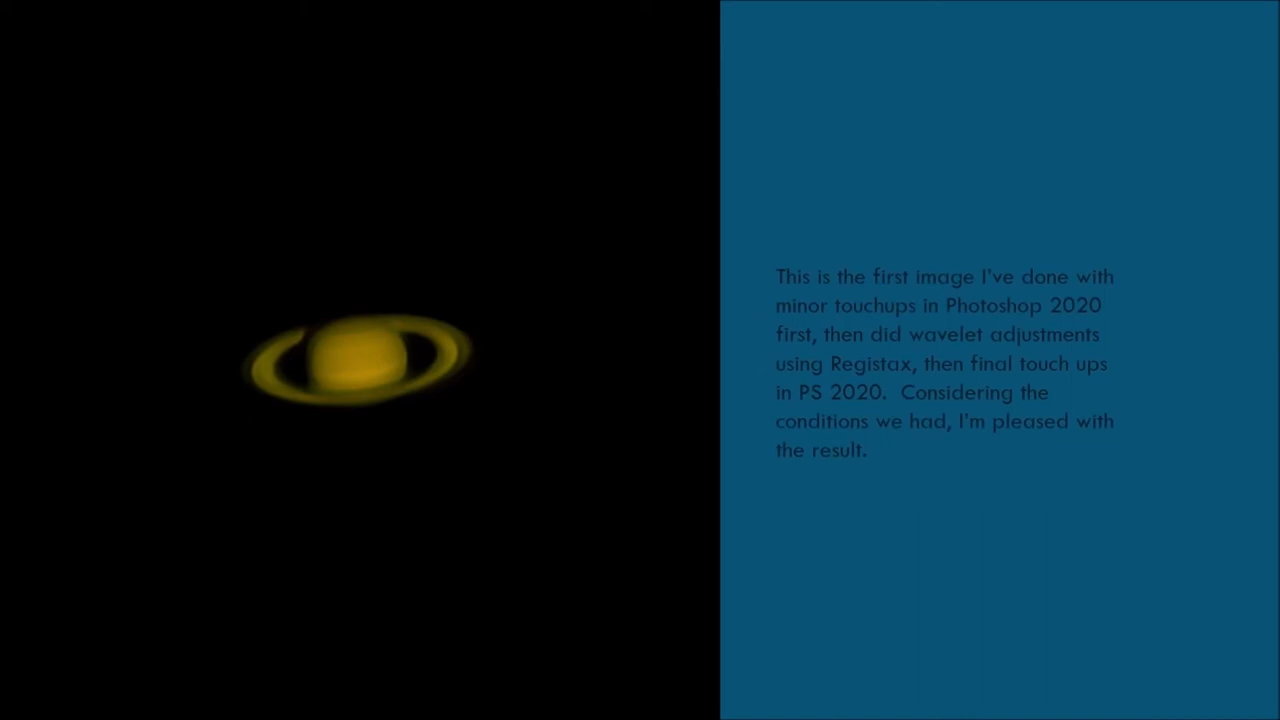 This is the first image I've done with
minor touchups in Photoshop 2020
first, then did wavelet adjustments
using Registax, then final touch ups
in PS 2020.  Considering the
conditions we had, I'm pleased with
the result.